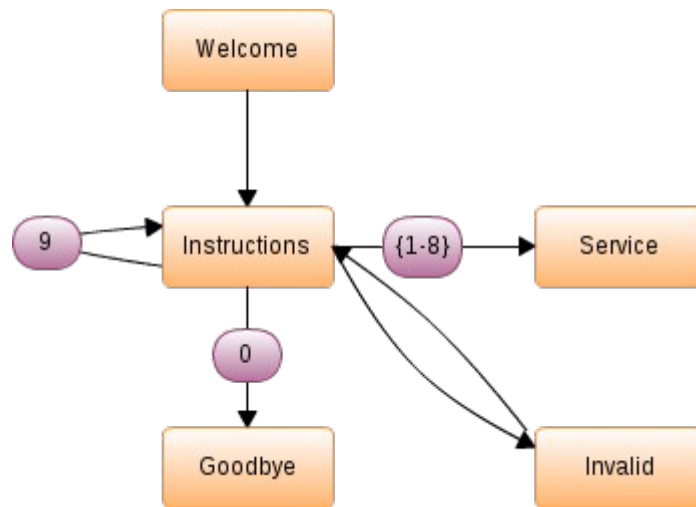 Welcome
9
Instructions
{1-8}
Service
0
Goodbye
Invalid